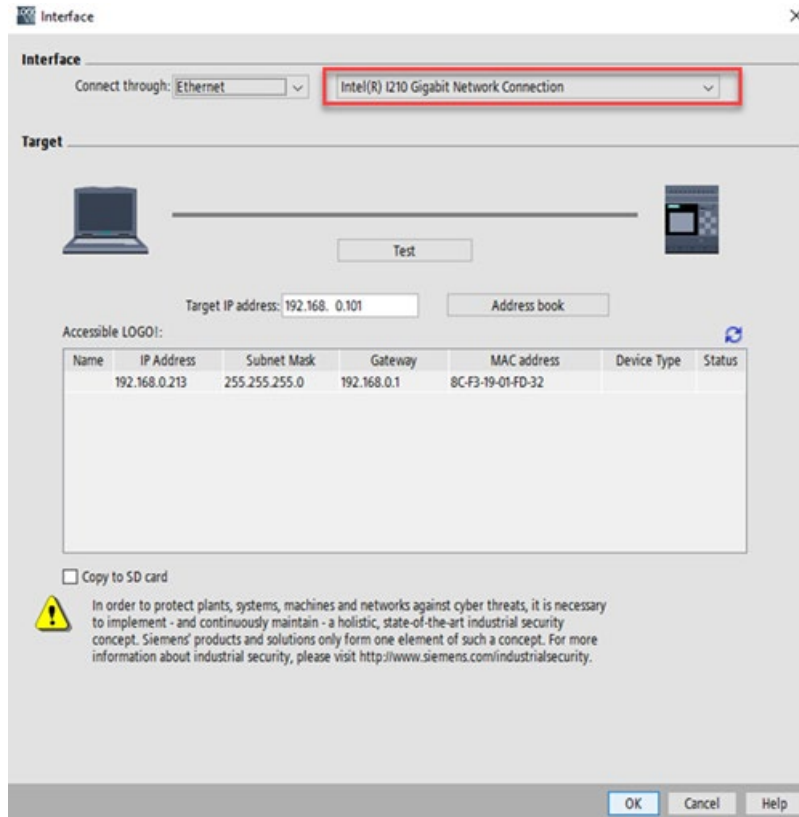 Interface
Interface
Connect through: Ethernet Intel(R) I210 Gigabit Network Connection
Target
Test
Target IP address: 192.168. 0.101 Address book
Accessible LOGO!:
Name IP Address Subnet Mask Gateway MAC address Device Type Status
192.168.0.213 255.255.255.0 192.168.0.1 8C-F3-19-01-FD-32
Copy to SD card
In order to protect plants, systems, machines and networks against cyber threats, it is necessary
to implement - and continuously maintain - a holistic, state-of-the-art industrial security
concept. Siemens' products and solutions only form one element of such a concept. For more
information about industrial security, please visit http://www.siemens.com/industrialsecurity.
OK Cancel Help